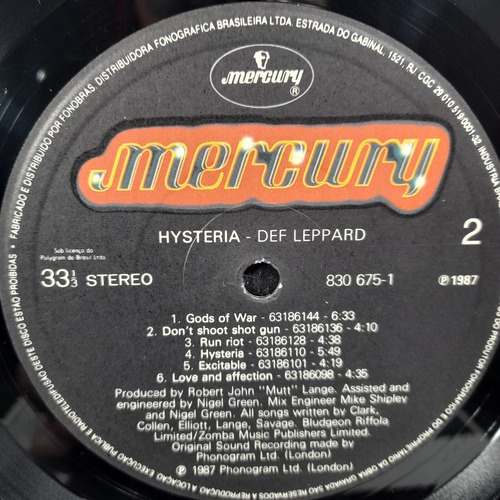 FABRICADO E DISTRIBUIDO POR FONOBRAS, DISTRIBUIDORA FONOGRAFICA BRASILEIRA LTDA. ESTRADA DO GABINAL, 1521, RJ CGC 29 010 519/0001-32 INDUSTRIA
mercury ®
mercury
HYSTERIA - DEF LEPPARD
2
Sob licença da
Polygram do Brasil Ltda
33 1/3 STEREO
830 675-1
℗ 1987
1. Gods of War - 63186144 - 6:33
2. Don't shoot shot gun - 63186136 - 4:10
3. Run riot - 63186128 - 4:38
4. Hysteria - 63186110 - 5:49
5. Excitable - 63186101 - 4:19
6. Love and affection - 63186098 - 4:35
Produced by Robert John "Mutt" Lange. Assisted and
engineered by Nigel Green. Mix Engineer Mike Shipley
and Nigel Green. All songs written by Clark,
Collen, Elliott, Lange, Savage. Bludgeon Riffola
Limited/Zomba Music Publishers Limited.
Original Sound Recording made by
Phonogram Ltd. (London)
℗ 1987 Phonogram Ltd. (London)